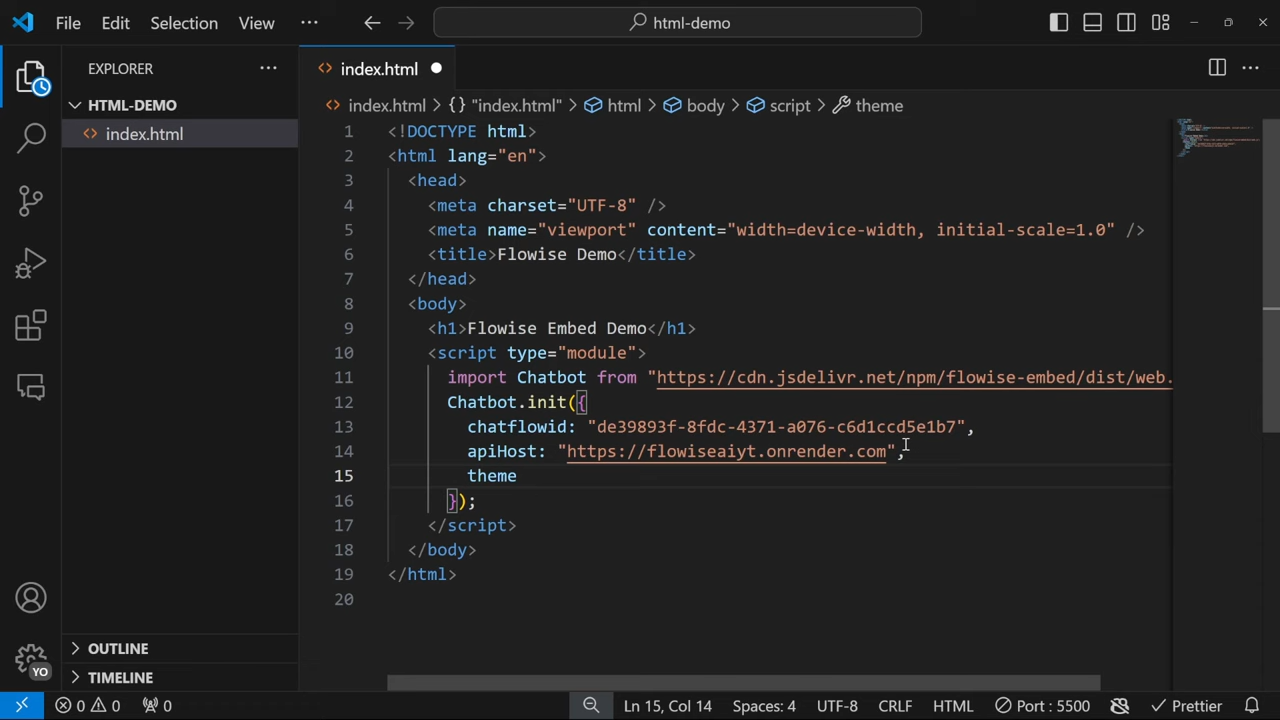 File Edit Selection View ··· html-demo
EXPLORER ···
index.html
HTML-DEMO
index.html
index.html > {} "index.html" > html > body > script > theme
1 <!DOCTYPE html>
2 <html lang="en">
3 <head>
4 <meta charset="UTF-8" />
5 <meta name="viewport" content="width=device-width, initial-scale=1.0" />
6 <title>Flowise Demo</title>
7 </head>
8 <body>
9 <h1>Flowise Embed Demo</h1>
10 <script type="module">
11 import Chatbot from "https://cdn.jsdelivr.net/npm/flowise-embed/dist/web.
12 Chatbot.init({
13 chatflowid: "de39893f-8fdc-4371-a076-c6d1ccd5e1b7",
14 apiHost: "https://flowiseaiyt.onrender.com",
15 theme
16 });
17 </script>
18 </body>
19 </html>
20
OUTLINE
TIMELINE
YO
0 0 0 Ln 15, Col 14 Spaces: 4 UTF-8 CRLF HTML Port : 5500 Prettier